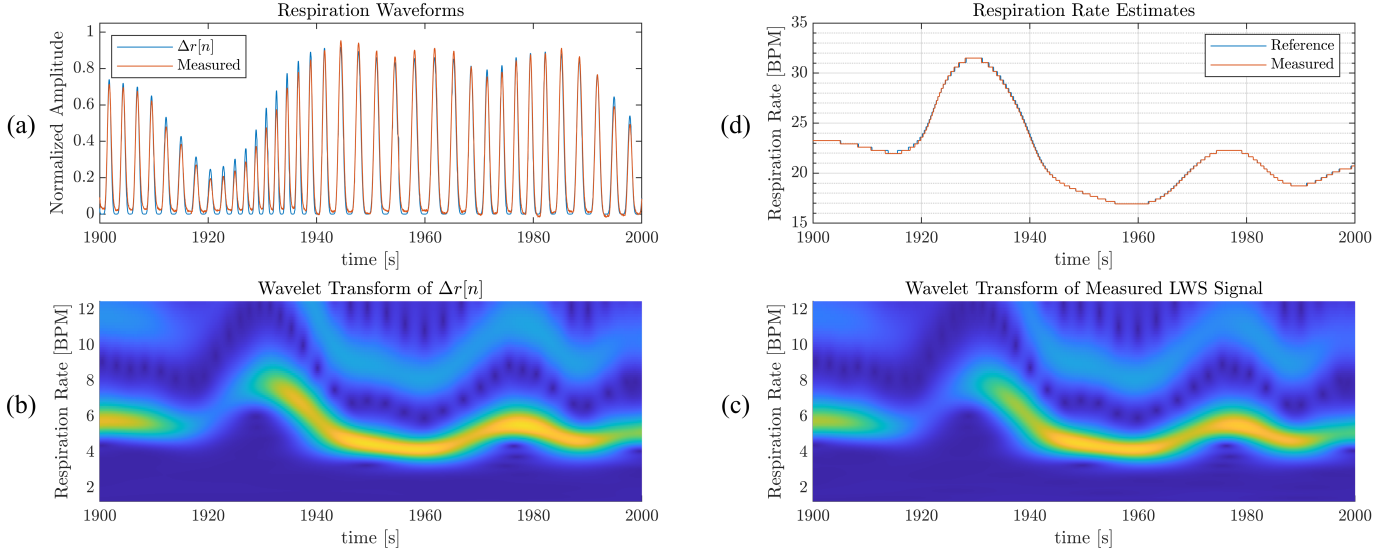 Respiration Waveforms
(a)
Normalized Amplitude
1
0.8
0.6
0.4
0.2
0
Δr[n]
Measured
1900 1920 1940 1960 1980 2000
time [s]
(d)
Respiration Rate Estimates
Respiration Rate [BPM]
35
30
25
20
15
Reference
Measured
1900 1920 1940 1960 1980 2000
time [s]
(b)
Wavelet Transform of Δr[n]
Respiration Rate [BPM]
12
10
8
6
4
2
1900 1920 1940 1960 1980 2000
time [s]
(c)
Wavelet Transform of Measured LWS Signal
Respiration Rate [BPM]
12
10
8
6
4
2
1900 1920 1940 1960 1980 2000
time [s]